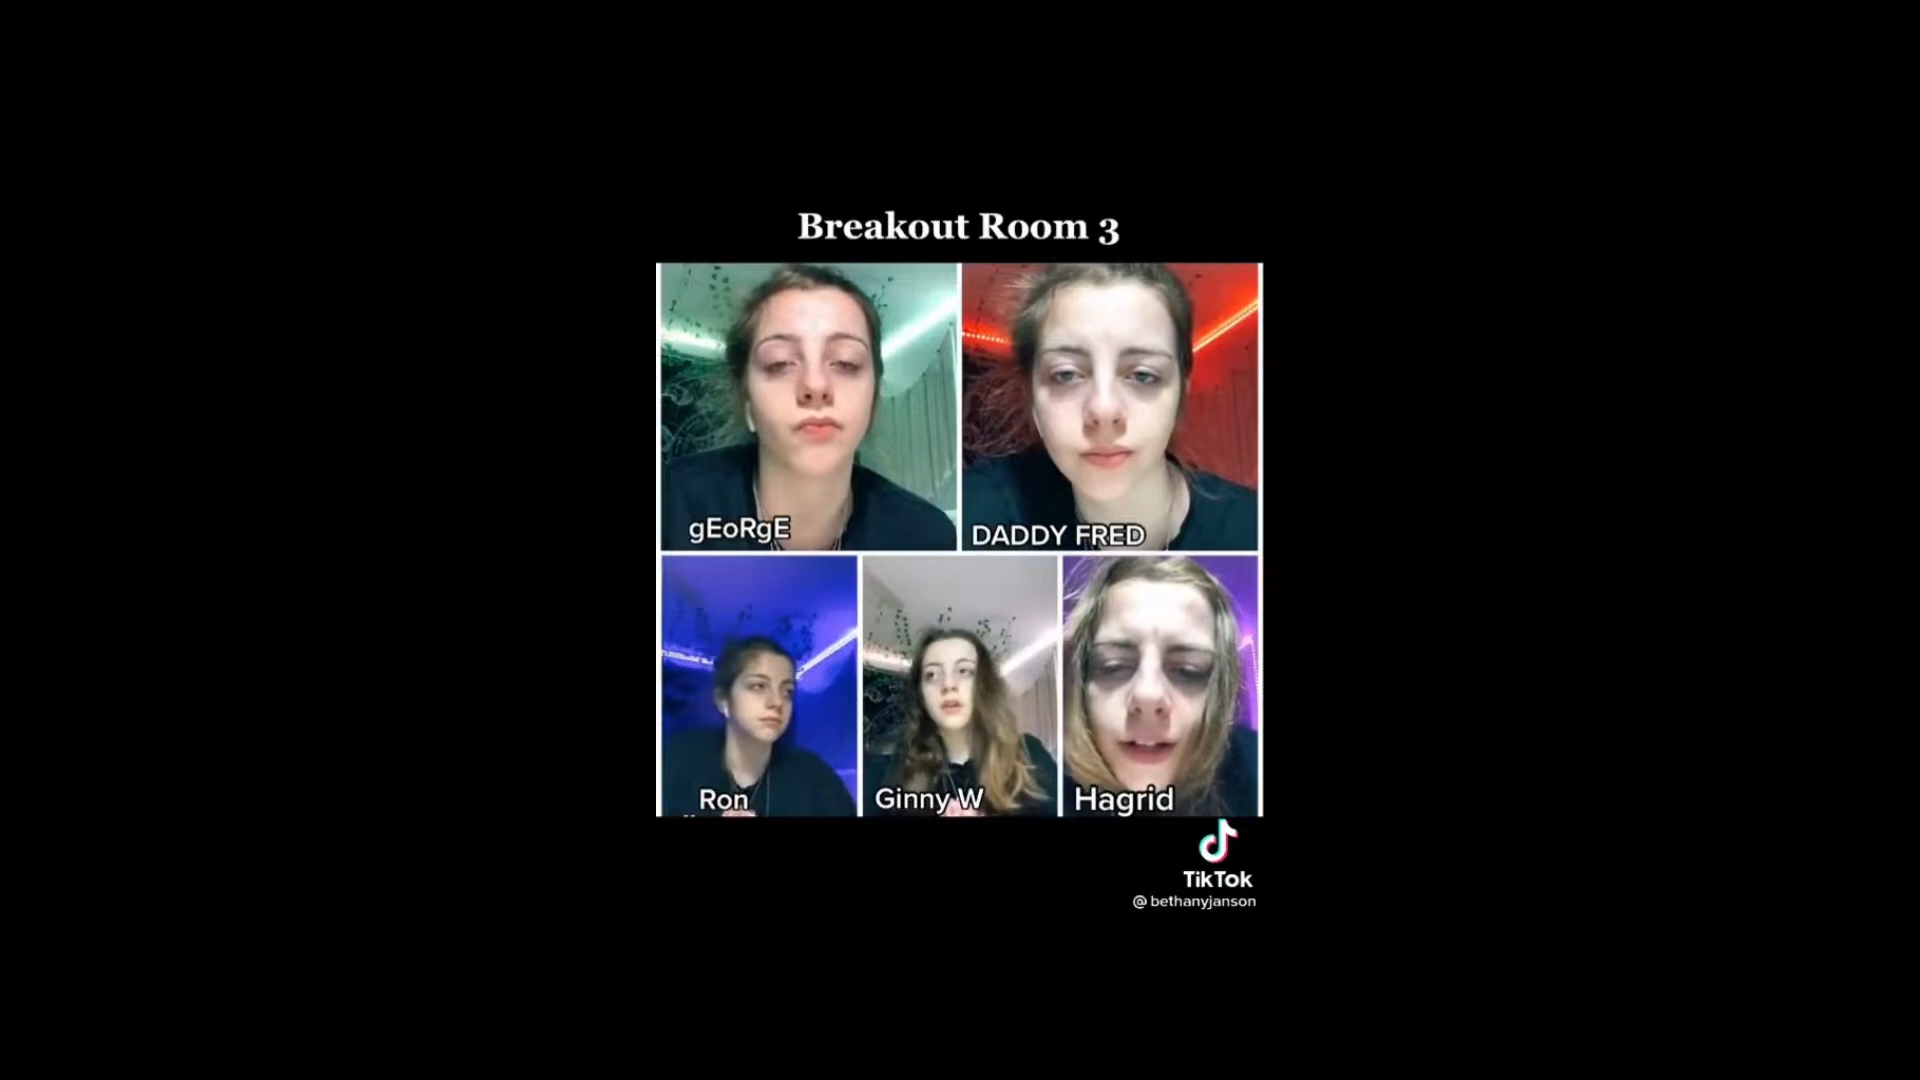 Breakout Room 3
gEoRgE
DADDY FRED
Ron
Ginny W
Hagrid
TikTok
@bethanyjanson